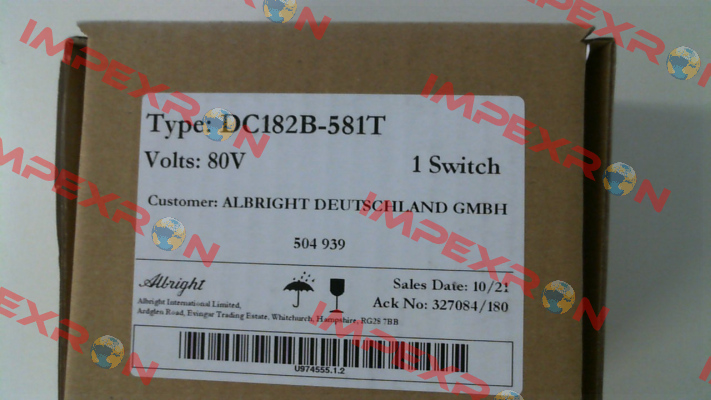 Type: DC182B-581T
Volts: 80V
1 Switch
Customer: ALBRIGHT DEUTSCHLAND GMBH
504 939
Albright
Sales Date: 10/21
Ack No: 327084/180
Albright International Limited,
Ardglen Road, Evingar Trading Estate, Whitchurch, Hampshire, RG28 7BB
U974555.1.2
IMPEXRON
IMPEXRON
IMPEXRON
IMPEXRON
IMPEXRON
IMPEXRON